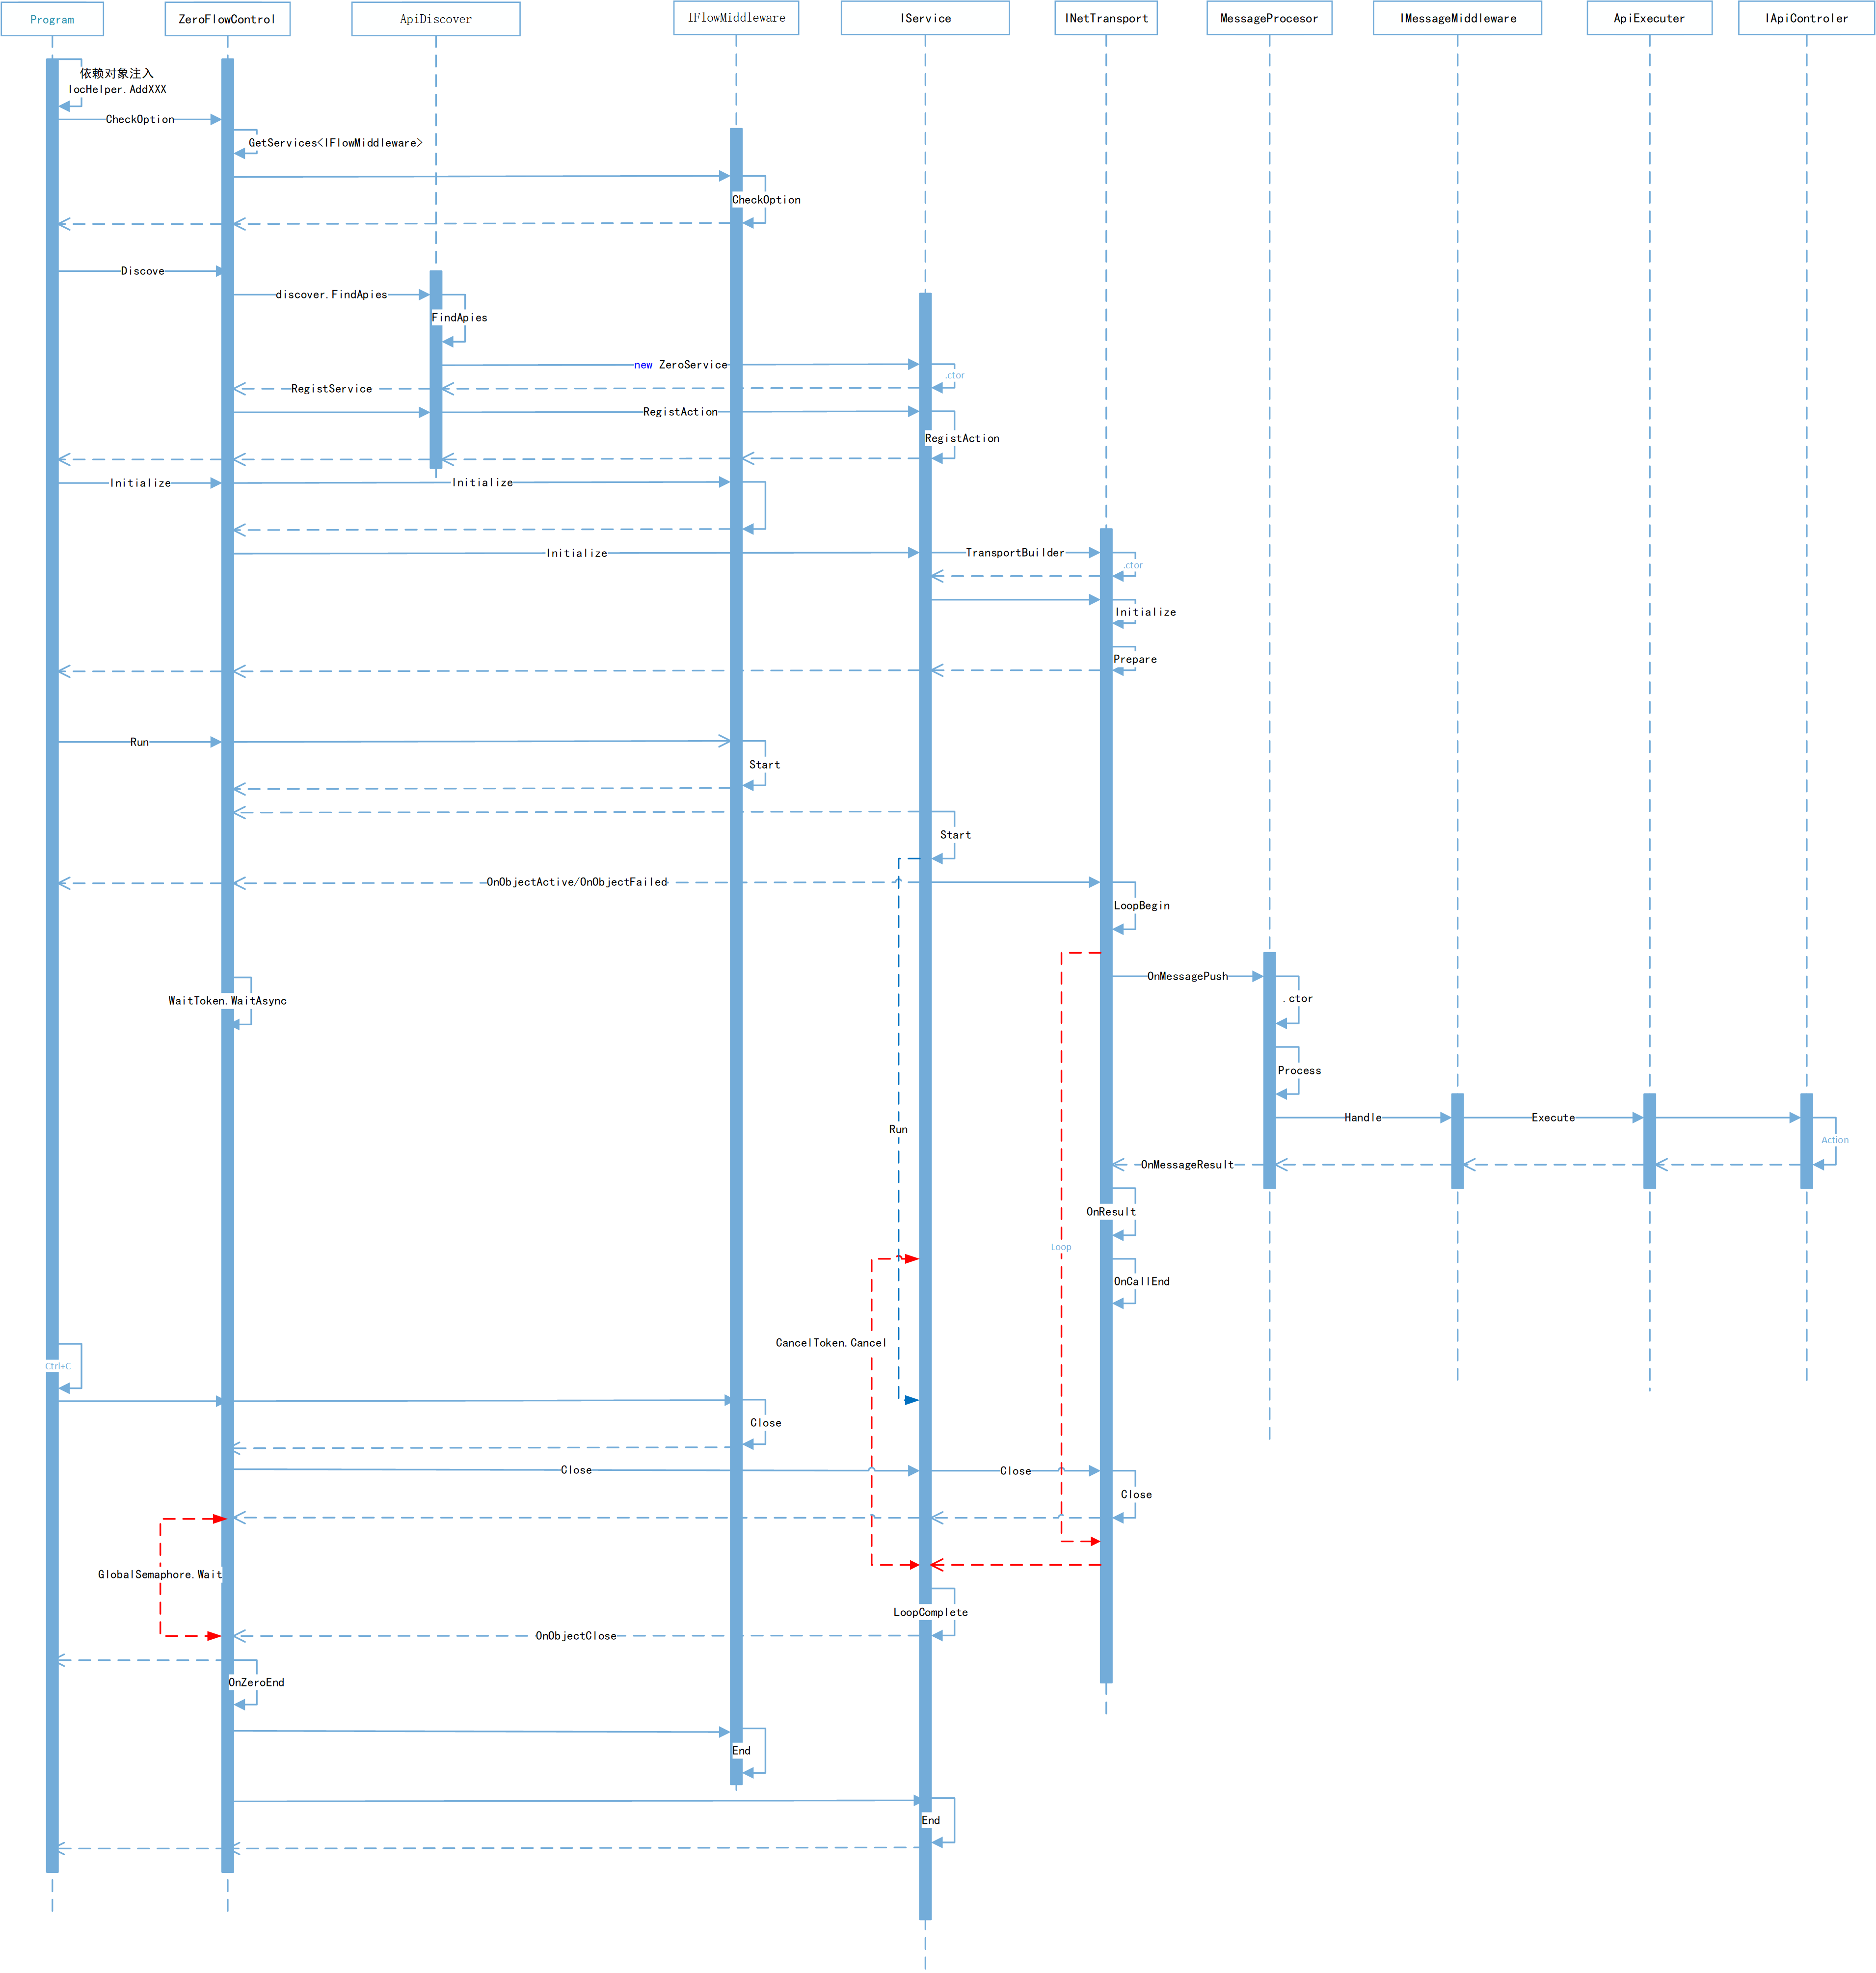 Program
ZeroFlowControl
ApiDiscover
IFlowMiddleware
IService
INetTransport
MessageProcesor
IMessageMiddleware
ApiExecuter
IApiControler
依赖对象注入
IocHelper.AddXXX
CheckOption
GetServices<IFlowMiddleware>
CheckOption
Discove
discover.FindApies
FindApies
new ZeroService
.ctor
RegistService
RegistAction
RegistAction
Initialize
Initialize
Initialize
TransportBuilder
.ctor
Initialize
Prepare
Run
Start
Start
OnObjectActive/OnObjectFailed
LoopBegin
OnMessagePush
.ctor
WaitToken.WaitAsync
Process
Handle
Execute
Run
Action
OnMessageResult
OnResult
Loop
OnCallEnd
CancelToken.Cancel
Ctrl+C
Close
Close
Close
Close
GlobalSemaphore.Wait
LoopComplete
OnObjectClose
OnZeroEnd
End
End